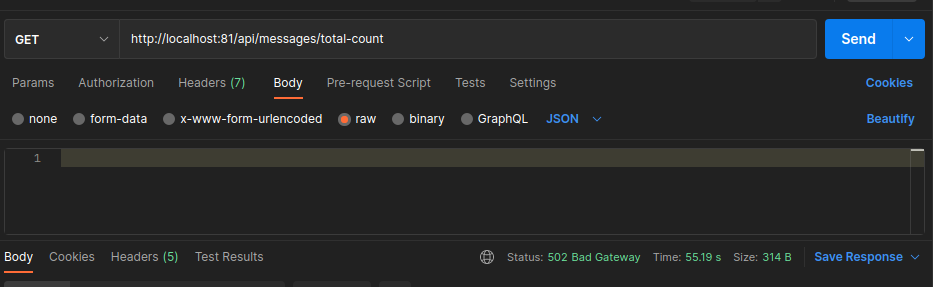 GET http://localhost:81/api/messages/total-count Send
Params Authorization Headers (7) Body Pre-request Script Tests Settings Cookies
none form-data x-www-form-urlencoded raw binary GraphQL JSON Beautify
1
Body Cookies Headers (5) Test Results Status: 502 Bad Gateway Time: 55.19 s Size: 314 B Save Response